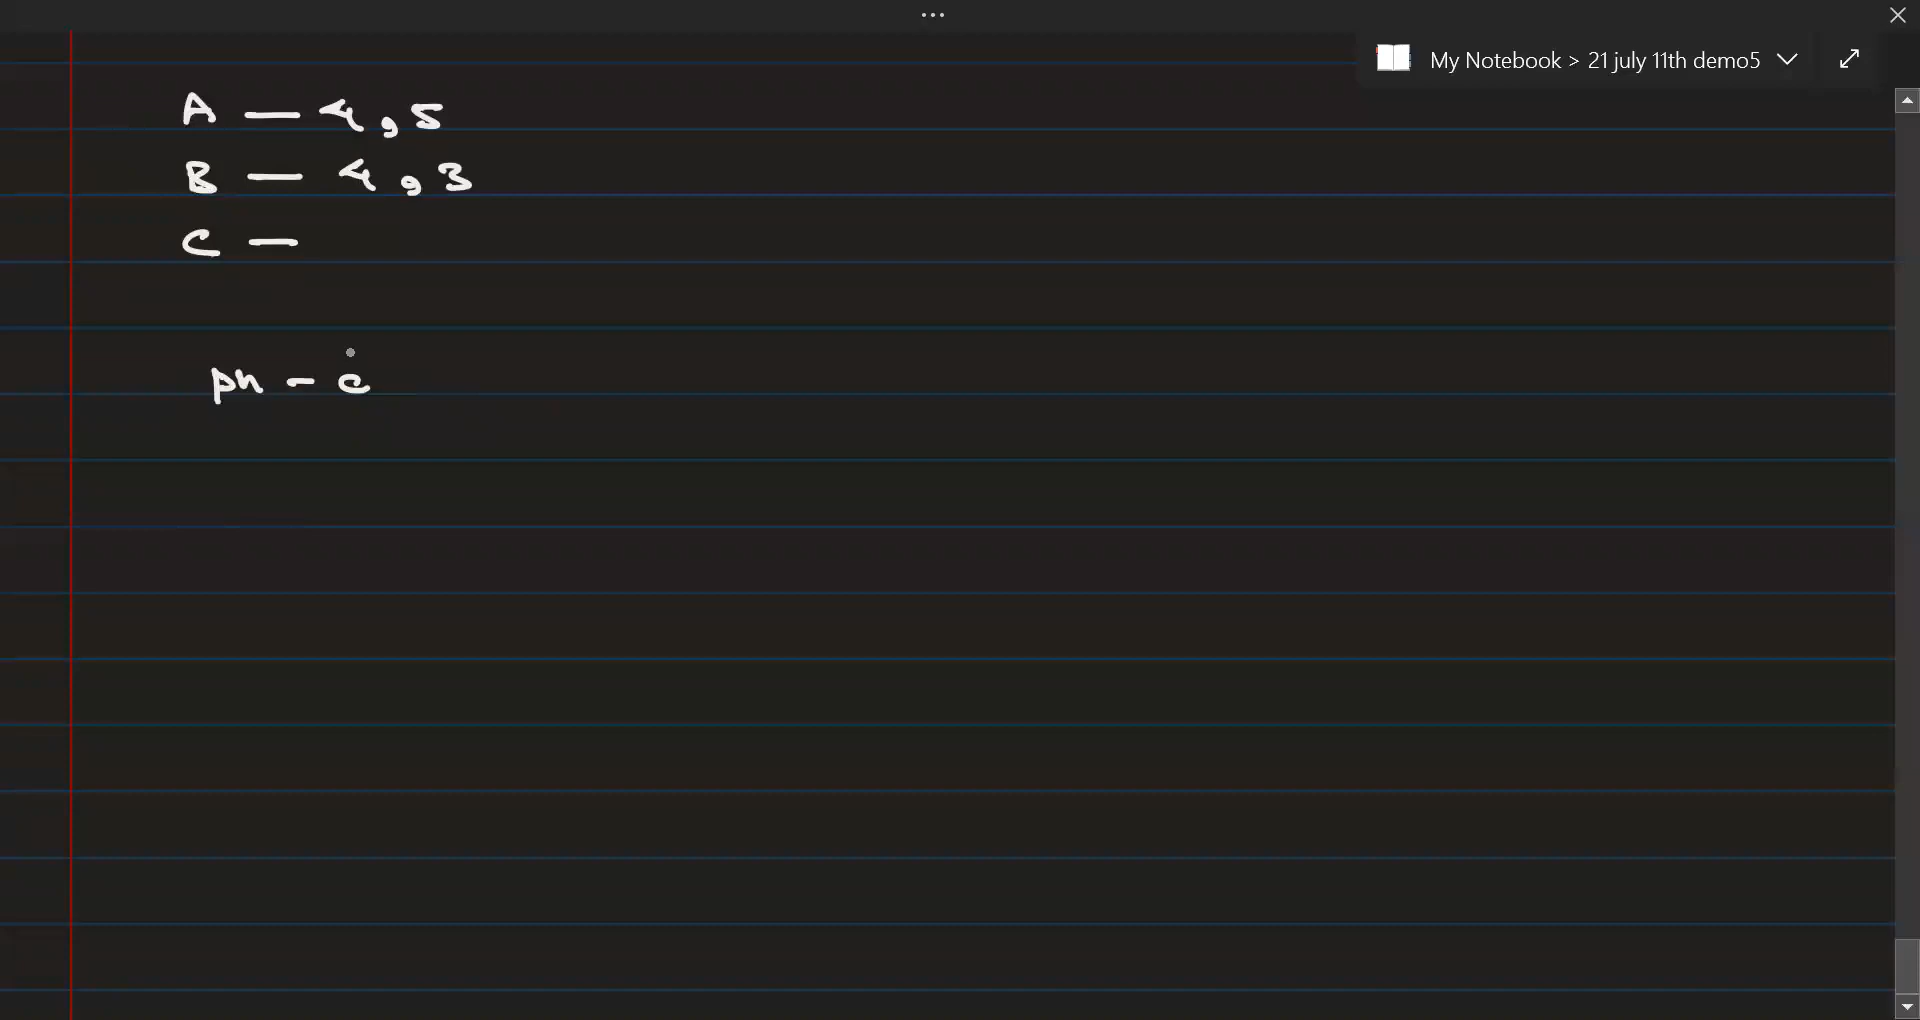 My Notebook > 21 july 11th demo5
A — 4,5
B — 4,3
C —
ph - c